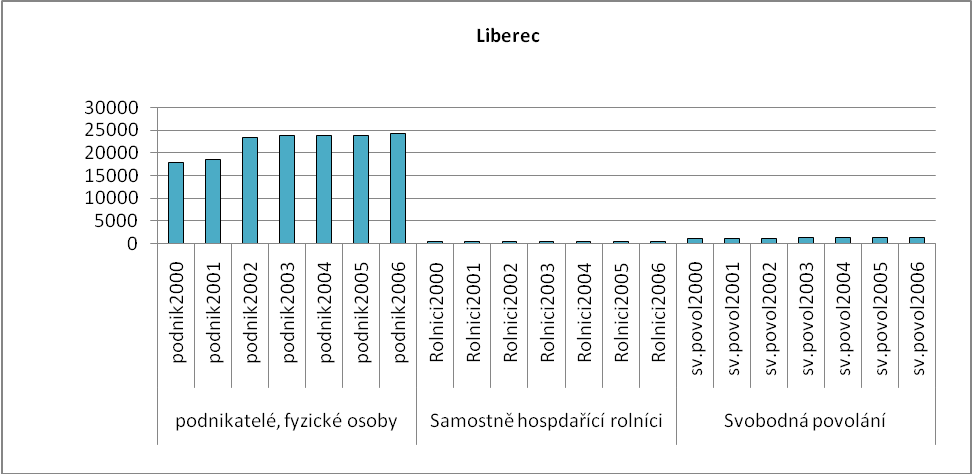 Liberec
30000
25000
20000
15000
10000
5000
0
podnik2000
podnik2001
podnik2002
podnik2003
podnik2004
podnik2005
podnik2006
Rolnici2000
Rolnici2001
Rolnici2002
Rolnici2003
Rolnici2004
Rolnici2005
Rolnici2006
sv.povol2000
sv.povol2001
sv.povol2002
sv.povol2003
sv.povol2004
sv.povol2005
sv.povol2006
podnikatelé, fyzické osoby
Samostně hospdařící rolníci
Svobodná povolání